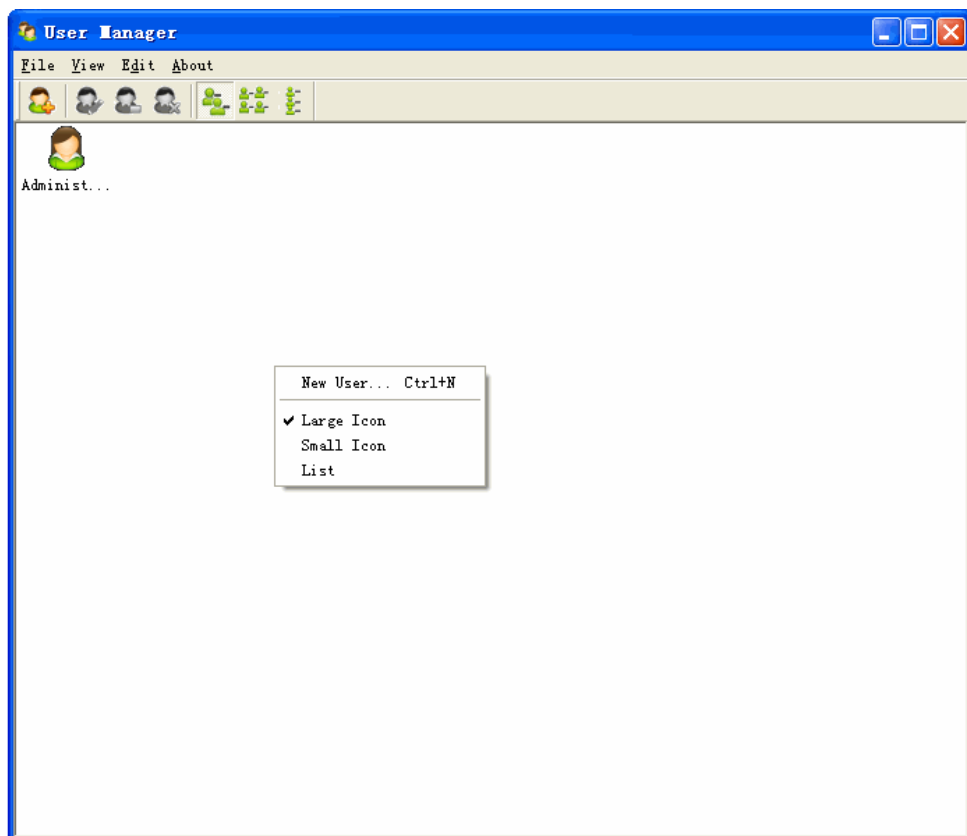 User Manager
File View Edit About
Administ...
New User... Ctrl+N
Large Icon
Small Icon
List